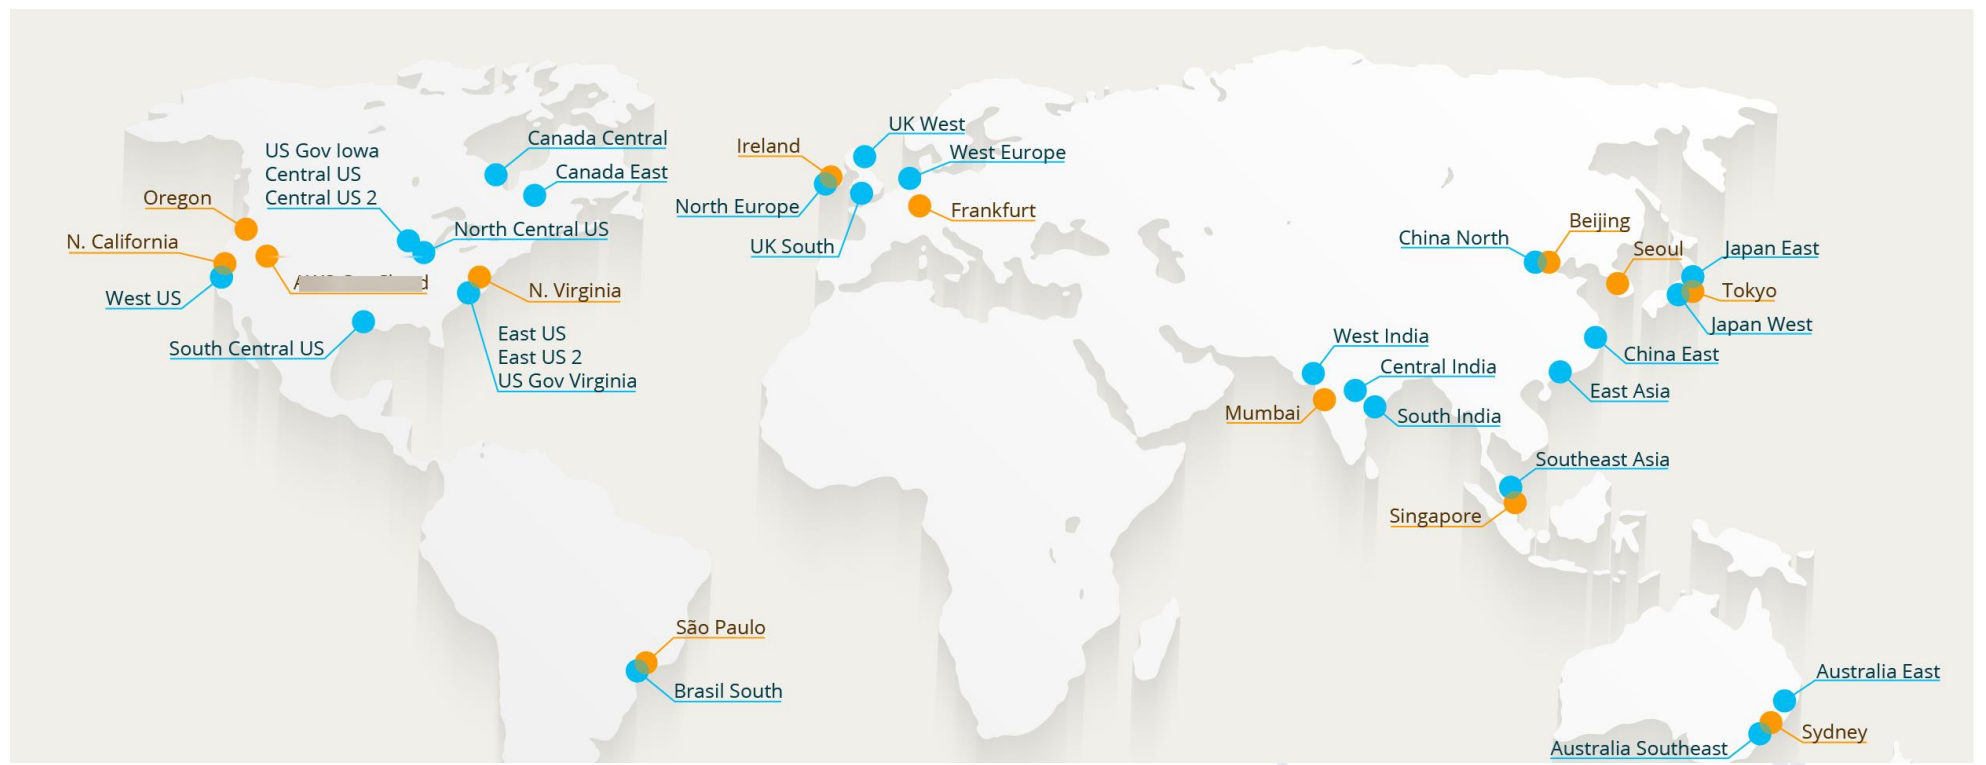 US Gov Iowa
Central US
Central US 2
Canada Central
Canada East
Oregon
North Central US
N. California
West US
N. Virginia
East US
East US 2
US Gov Virginia
South Central US
São Paulo
Brasil South
UK West
Ireland
West Europe
North Europe
Frankfurt
UK South
Beijing
China North
Seoul
Japan East
Tokyo
Japan West
West India
China East
Central India
East Asia
Mumbai
South India
Southeast Asia
Singapore
Australia East
Sydney
Australia Southeast